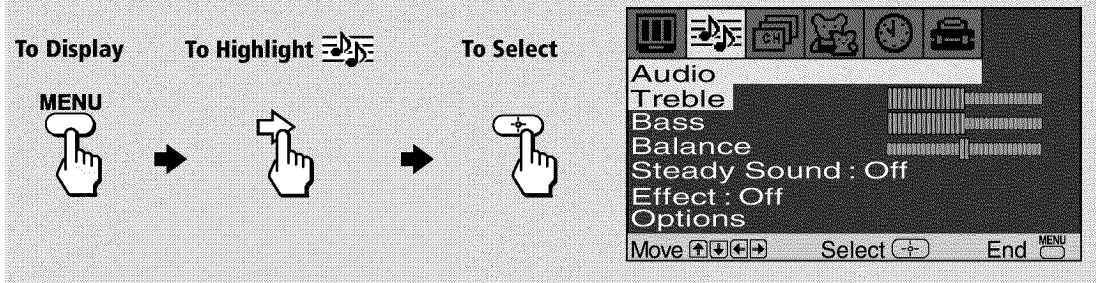 To Display
To Highlight
To Select
MENU
CH
Audio
Treble
Bass
Balance
Steady Sound : Off
Effect : Off
Options
Move Select End MENU